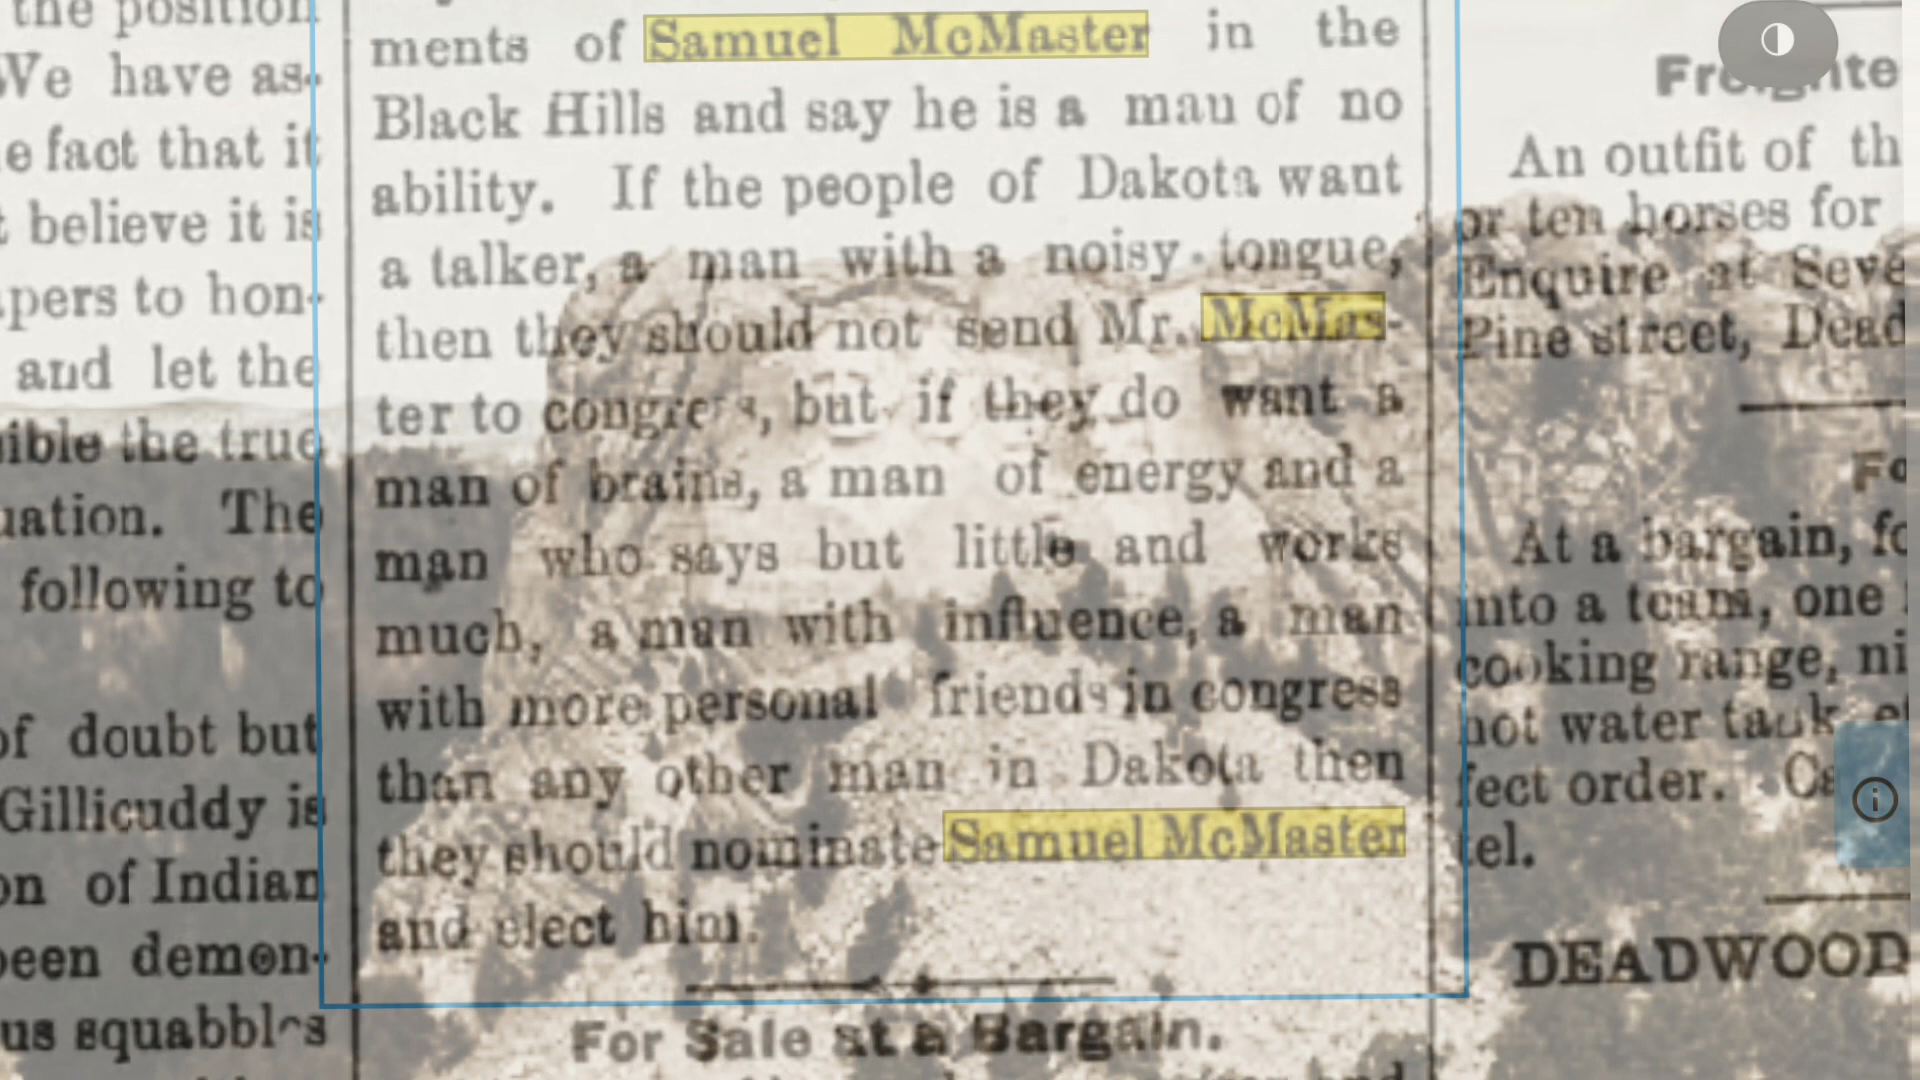 the position
We have as-
e fact that it
t believe it is
pers to hon-
and let the
ible the true
uation. The
following to
of doubt but
Gillicuddy is
on of Indian
been demon-
us squabbl^s
ments of Samuel McMaster in the
Black Hills and say he is a mau of no
ability. If the people of Dakota want
a talker, a man with a noisy tongue,
then they should not send Mr. McMas-
ter to congress, but if they do want a
man of brains, a man of energy and a
man who says but little and works
much, a man with influence, a man
with more personal friends in congress
than any other man in Dakota then
they should nominate Samuel McMaster
and elect him.
For Sale at a Bargain.
An outfit of th
or ten horses for
Enquire at Seve
Pine street, Dead
Fo
At a bargain, fo
into a team, one
cooking range, ni
hot water tank et
fect order. Ca
tel.
DEADWOOD